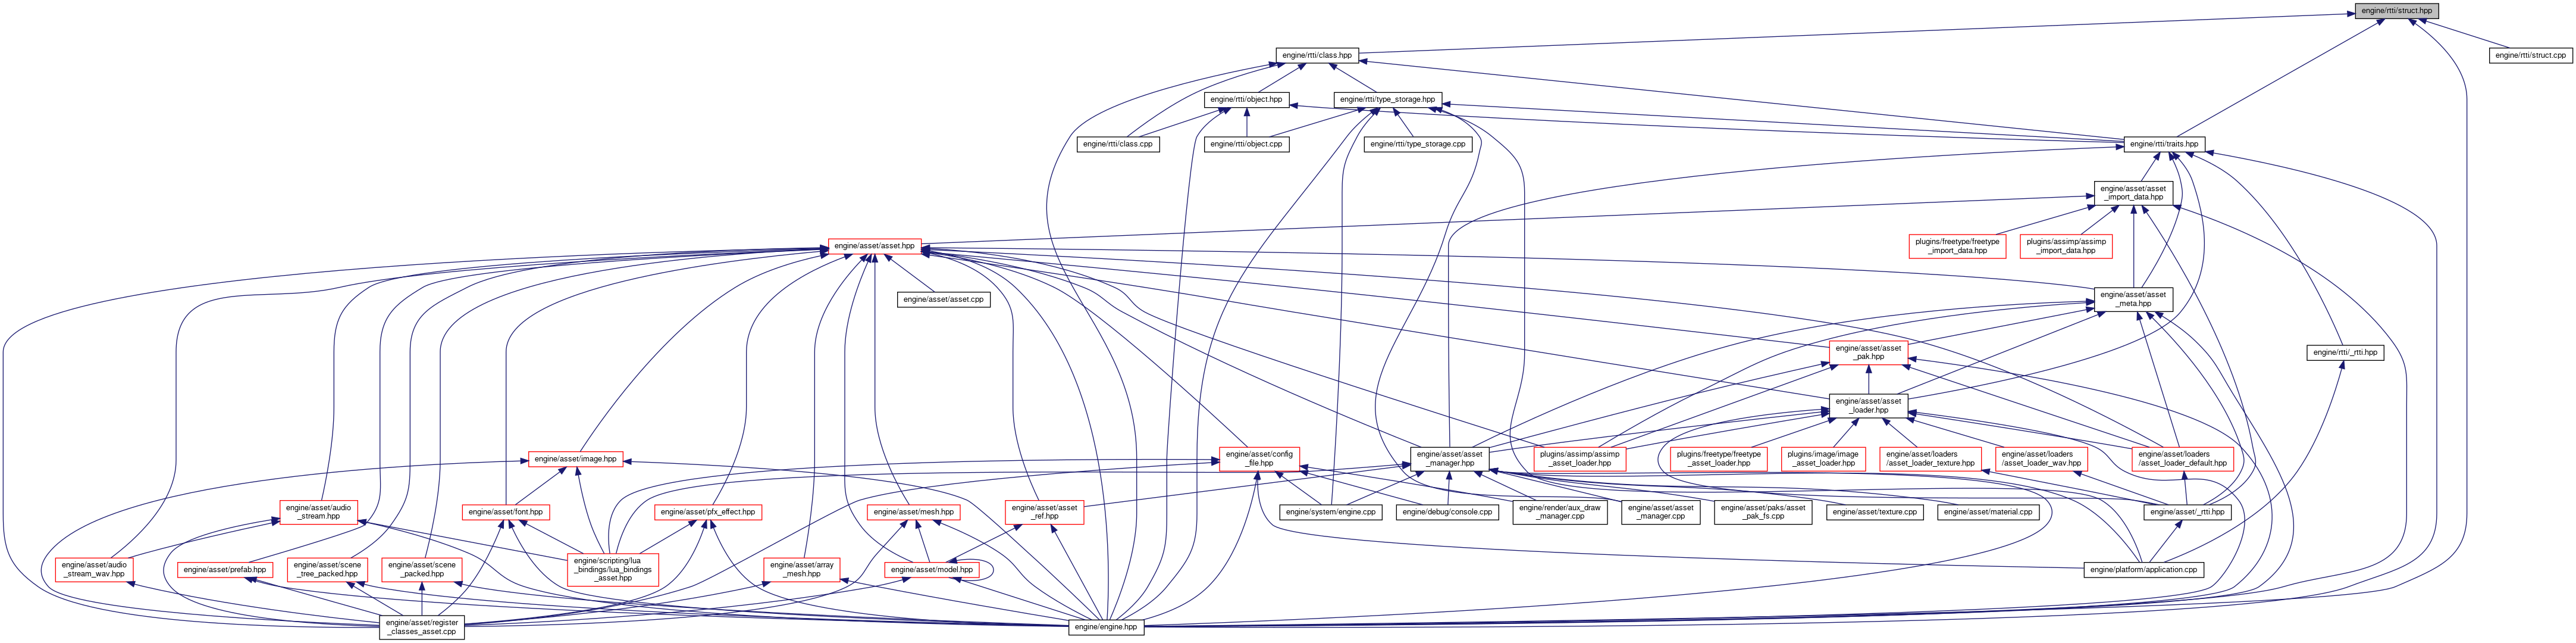 engine/rtti/struct.hpp
engine/rtti/class.hpp
engine/rtti/struct.cpp
engine/rtti/object.hpp
engine/rtti/type_storage.hpp
engine/rtti/class.cpp
engine/rtti/object.cpp
engine/rtti/type_storage.cpp
engine/rtti/traits.hpp
engine/asset/asset
_import_data.hpp
engine/asset/asset.hpp
plugins/freetype/freetype
_import_data.hpp
plugins/assimp/assimp
_import_data.hpp
engine/asset/asset.cpp
engine/asset/asset
_meta.hpp
engine/asset/asset
_pak.hpp
engine/rtti/_rtti.hpp
engine/asset/asset
_loader.hpp
engine/asset/image.hpp
engine/asset/config
_file.hpp
engine/asset/asset
_manager.hpp
plugins/assimp/assimp
_asset_loader.hpp
plugins/freetype/freetype
_asset_loader.hpp
plugins/image/image
_asset_loader.hpp
engine/asset/loaders
/asset_loader_texture.hpp
engine/asset/loaders
/asset_loader_wav.hpp
engine/asset/loaders
/asset_loader_default.hpp
engine/asset/audio
_stream.hpp
engine/asset/font.hpp
engine/asset/pfx_effect.hpp
engine/asset/mesh.hpp
engine/asset/asset
_ref.hpp
engine/system/engine.cpp
engine/debug/console.cpp
engine/render/aux_draw
_manager.cpp
engine/asset/asset
_manager.cpp
engine/asset/paks/asset
_pak_fs.cpp
engine/asset/texture.cpp
engine/asset/material.cpp
engine/asset/_rtti.hpp
engine/asset/audio
_stream_wav.hpp
engine/asset/prefab.hpp
engine/asset/scene
_tree_packed.hpp
engine/asset/scene
_packed.hpp
engine/scripting/lua
_bindings/lua_bindings
_asset.hpp
engine/asset/array
_mesh.hpp
engine/asset/model.hpp
engine/platform/application.cpp
engine/asset/register
_classes_asset.cpp
engine/engine.hpp